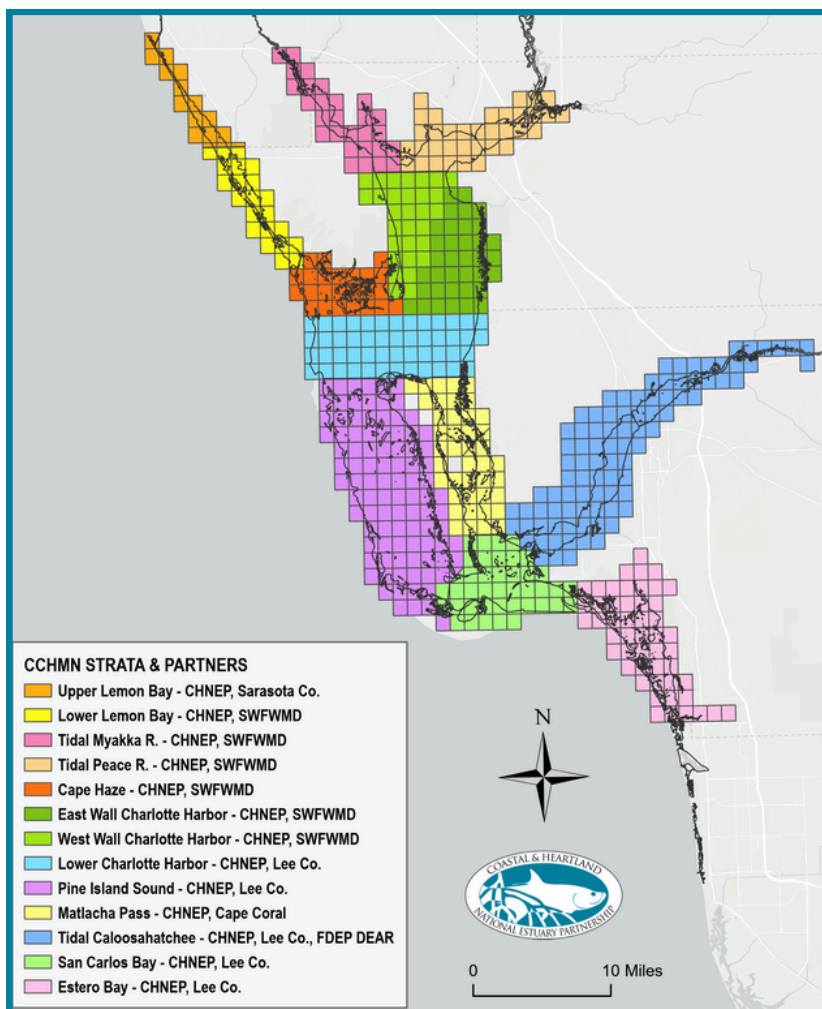 CCHMN STRATA & PARTNERS
Upper Lemon Bay - CHNEP, Sarasota Co.
Lower Lemon Bay - CHNEP, SWFWMD
Tidal Myakka R. - CHNEP, SWFWMD
Tidal Peace R. - CHNEP, SWFWMD
Cape Haze - CHNEP, SWFWMD
East Wall Charlotte Harbor - CHNEP, SWFWMD
West Wall Charlotte Harbor - CHNEP, SWFWMD
Lower Charlotte Harbor - CHNEP, Lee Co.
Pine Island Sound - CHNEP, Lee Co.
Matlacha Pass - CHNEP, Cape Coral
Tidal Caloosahatchee - CHNEP, Lee Co., FDEP DEAR
San Carlos Bay - CHNEP, Lee Co.
Estero Bay - CHNEP, Lee Co.
N
COASTAL & HEARTLAND
NATIONAL ESTUARY PARTNERSHIP
0 10 Miles